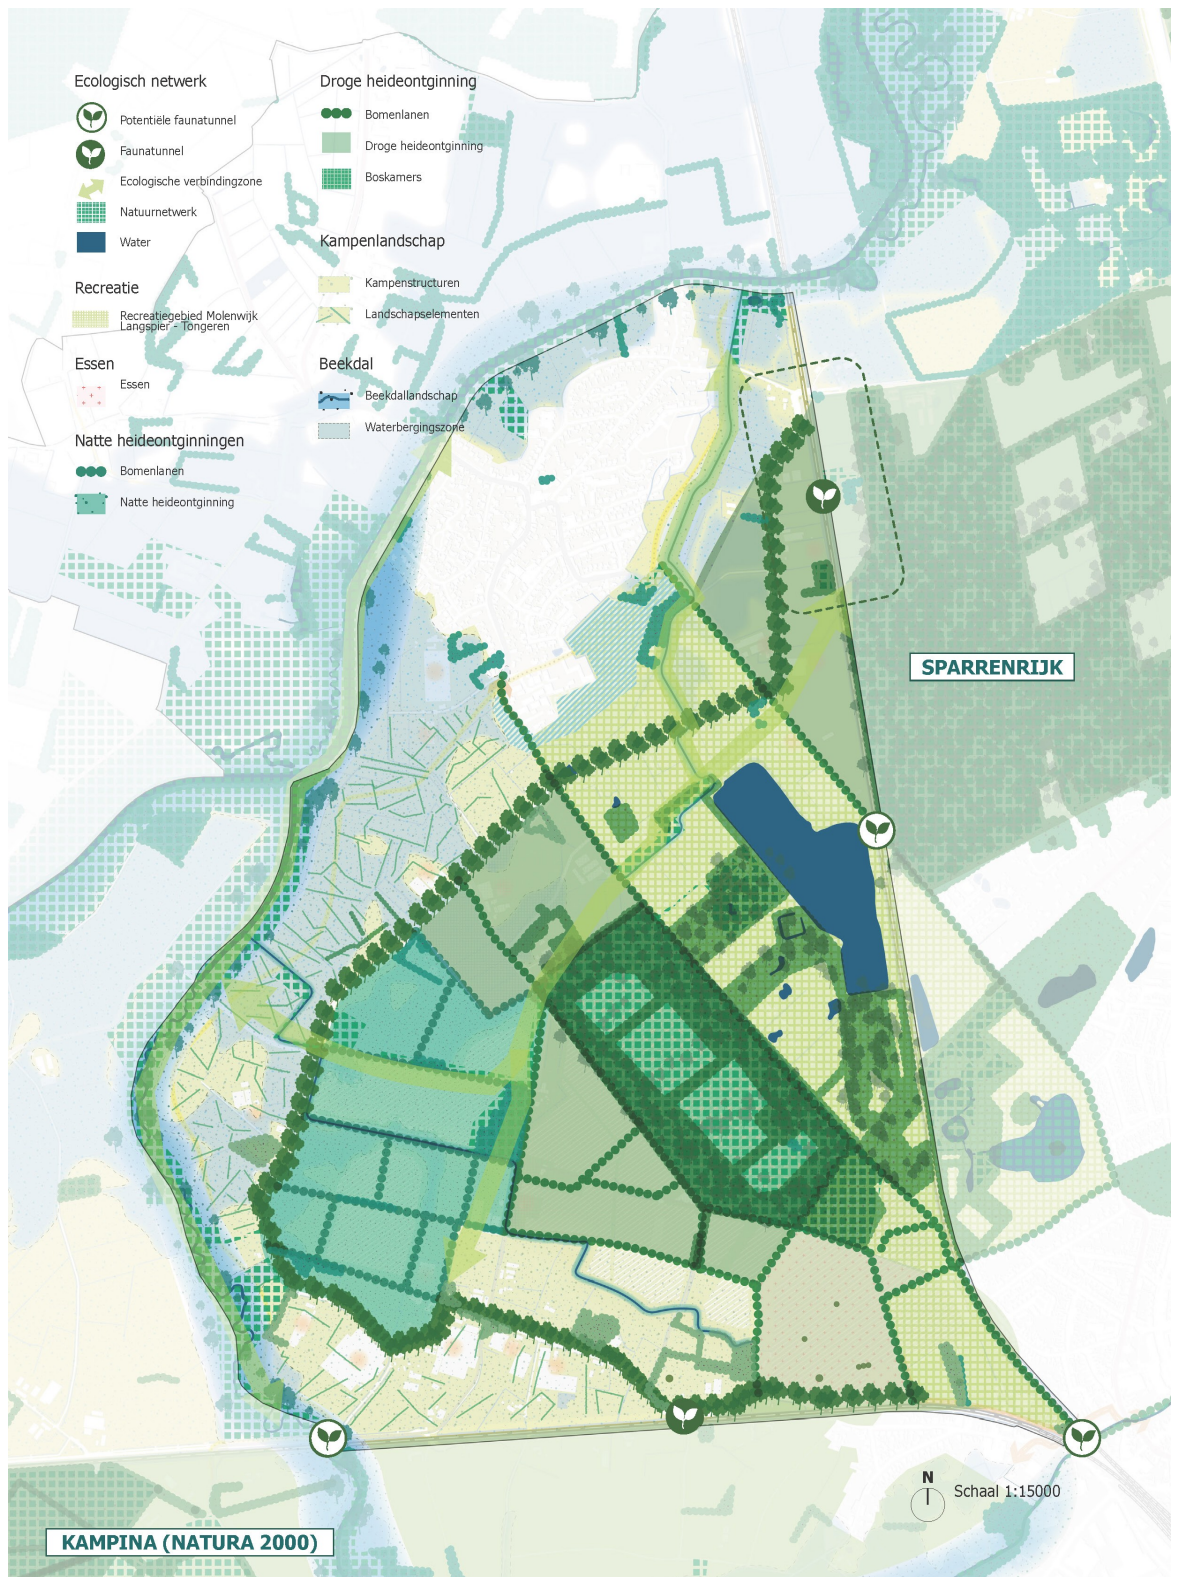 Ecologisch netwerk
Potentiële faunatunnel
Faunatunnel
Ecologische verbindingzone
Natuurnetwerk
Water
Recreatie
Recreatiegebied Molenwijk
Langspier - Tongeren
Essen
Essen
Natte heideontginningen
Bomenlanen
Natte heideontginning
Droge heideontginning
Bomenlanen
Droge heideontginning
Boskamers
Kampenlandschap
Kampenstructuren
Landschapselementen
Beekdal
Beekdallandschap
Waterbergingszone
SPARRENRIJK
N
Schaal 1:15000
KAMPINA (NATURA 2000)